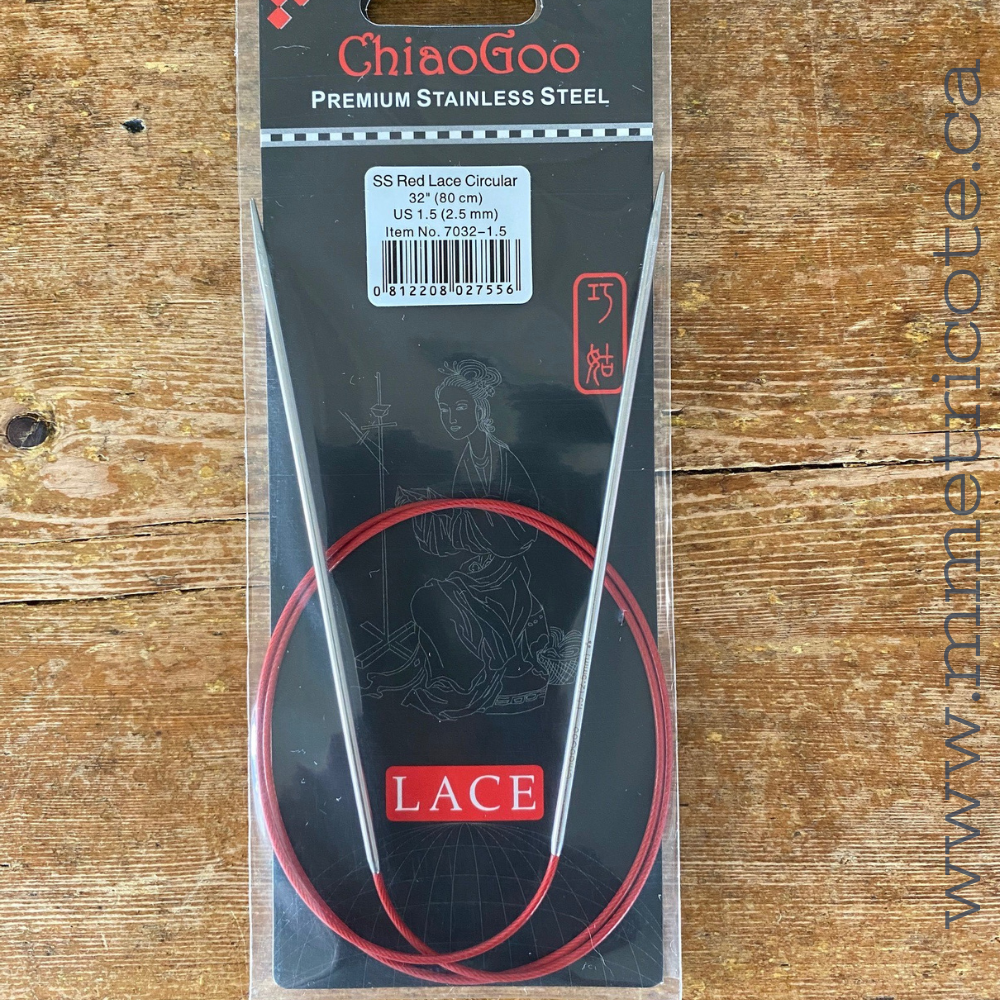 ChiaoGoo
PREMIUM STAINLESS STEEL
SS Red Lace Circular
32" (80 cm)
US 1.5 (2.5 mm)
Item No. 7032-1.5
0 812208 027556
巧
姑
LACE
www.mmetricote.ca